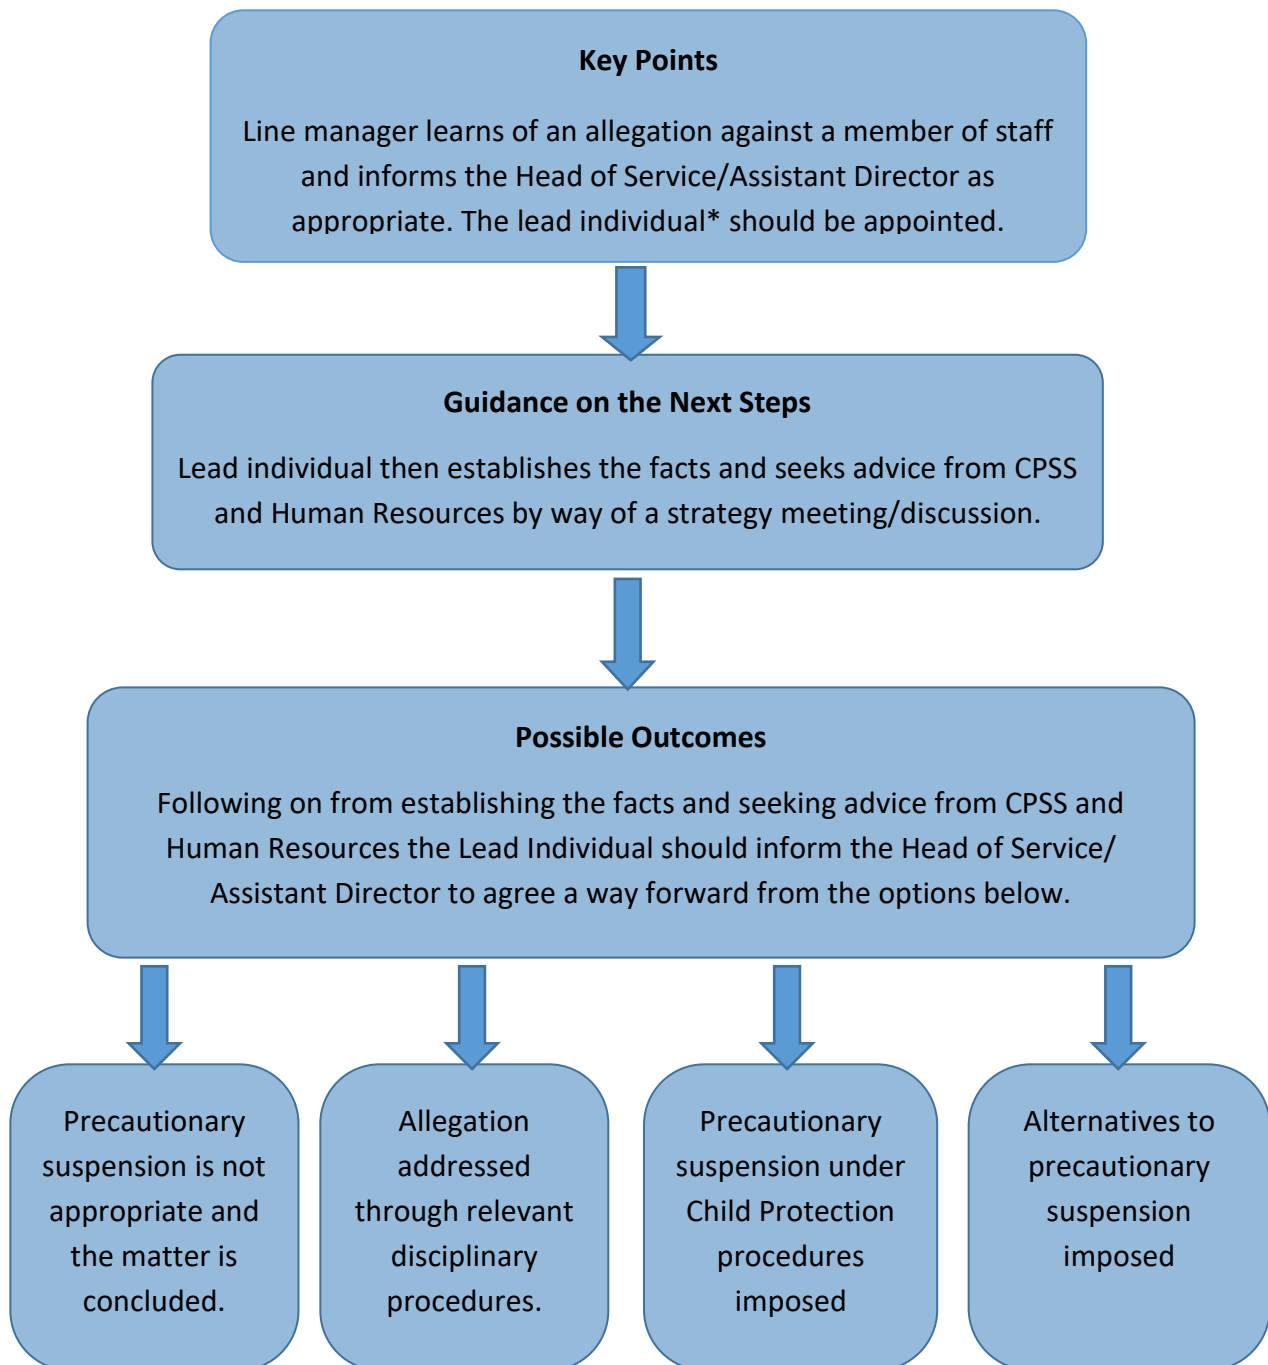 Key Points
Line manager learns of an allegation against a member of staff
and informs the Head of Service/Assistant Director as
appropriate. The lead individual* should be appointed.
Guidance on the Next Steps
Lead individual then establishes the facts and seeks advice from CPSS
and Human Resources by way of a strategy meeting/discussion.
Possible Outcomes
Following on from establishing the facts and seeking advice from CPSS and
Human Resources the Lead Individual should inform the Head of Service/
Assistant Director to agree a way forward from the options below.
Precautionary
suspension is not
appropriate and
the matter is
concluded.
Allegation
addressed
through relevant
disciplinary
procedures.
Precautionary
suspension under
Child Protection
procedures
imposed
Alternatives to
precautionary
suspension
imposed